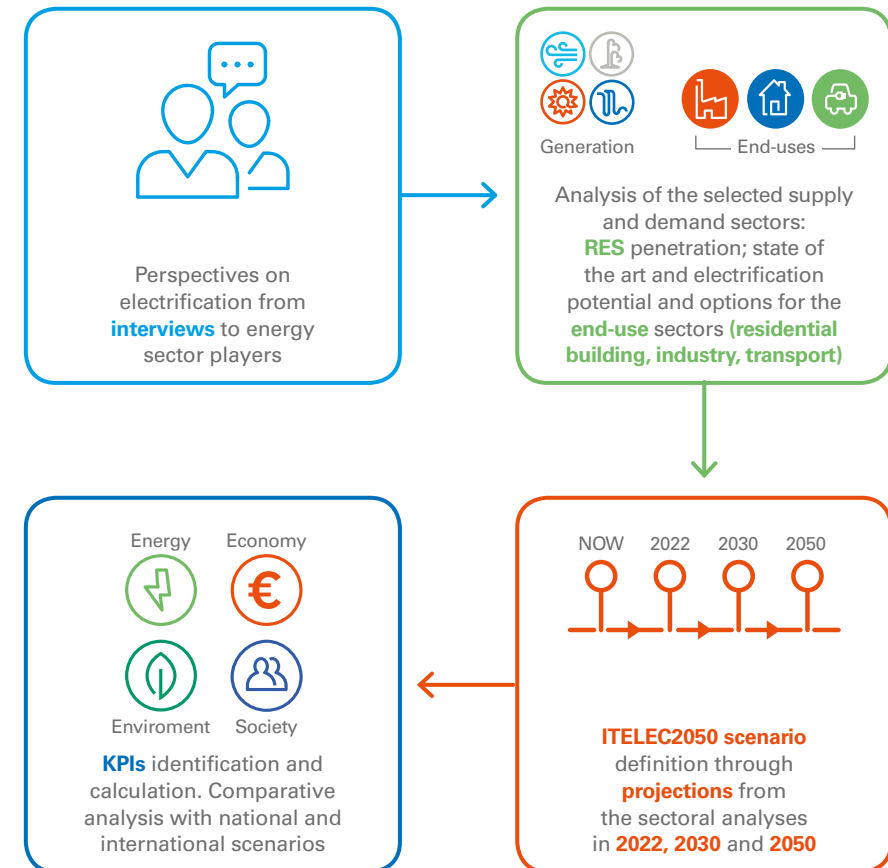 Perspectives on
electrification from
interviews to energy
sector players
Generation
End-uses
Analysis of the selected supply
and demand sectors:
RES penetration; state of
the art and electrification
potential and options for the
end-use sectors (residential
building, industry, transport)
NOW 2022 2030 2050
ITELEC2050 scenario
definition through
projections from
the sectoral analyses
in 2022, 2030 and 2050
Energy Economy
€
Enviroment Society
KPIs identification and
calculation. Comparative
analysis with national and
international scenarios